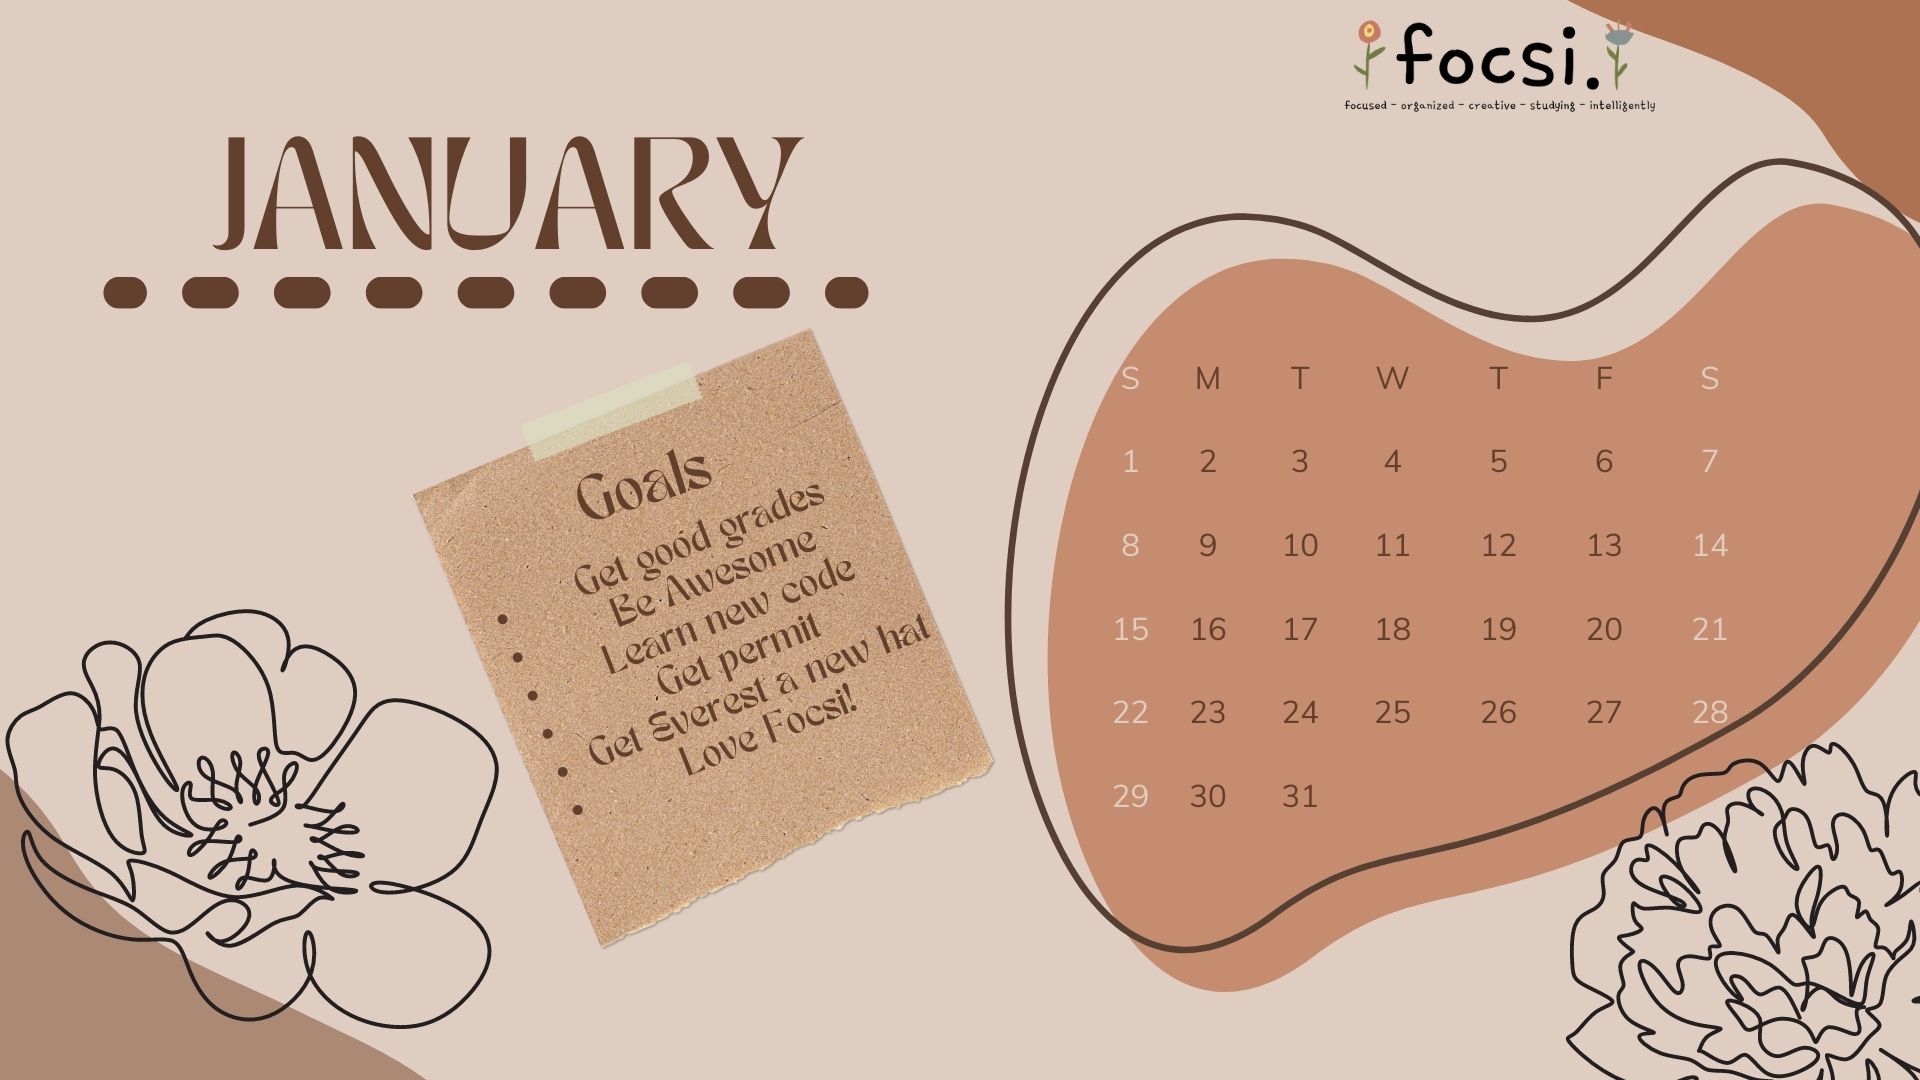 focsi.
focused - organized - creative - studying - intelligently
JANUARY
Goals
Get good grades
Be Awesome
Learn new code
Get permit
Get Everest a new hat
Love Focsi!
S M T W T F S
1 2 3 4 5 6 7
8 9 10 11 12 13 14
15 16 17 18 19 20 21
22 23 24 25 26 27 28
29 30 31